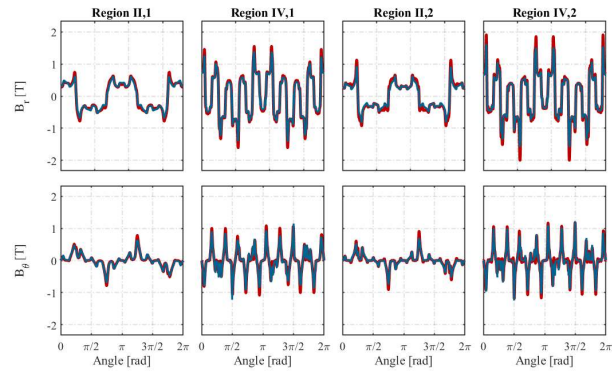 Region II,1 Region IV,1 Region II,2 Region IV,2
B_r [T]
2
1
0
-1
-2
B_θ [T]
2
1
0
-1
-2
0 π/2 π 3π/2 2π 0 π/2 π 3π/2 2π 0 π/2 π 3π/2 2π 0 π/2 π 3π/2 2π
Angle [rad] Angle [rad] Angle [rad] Angle [rad]